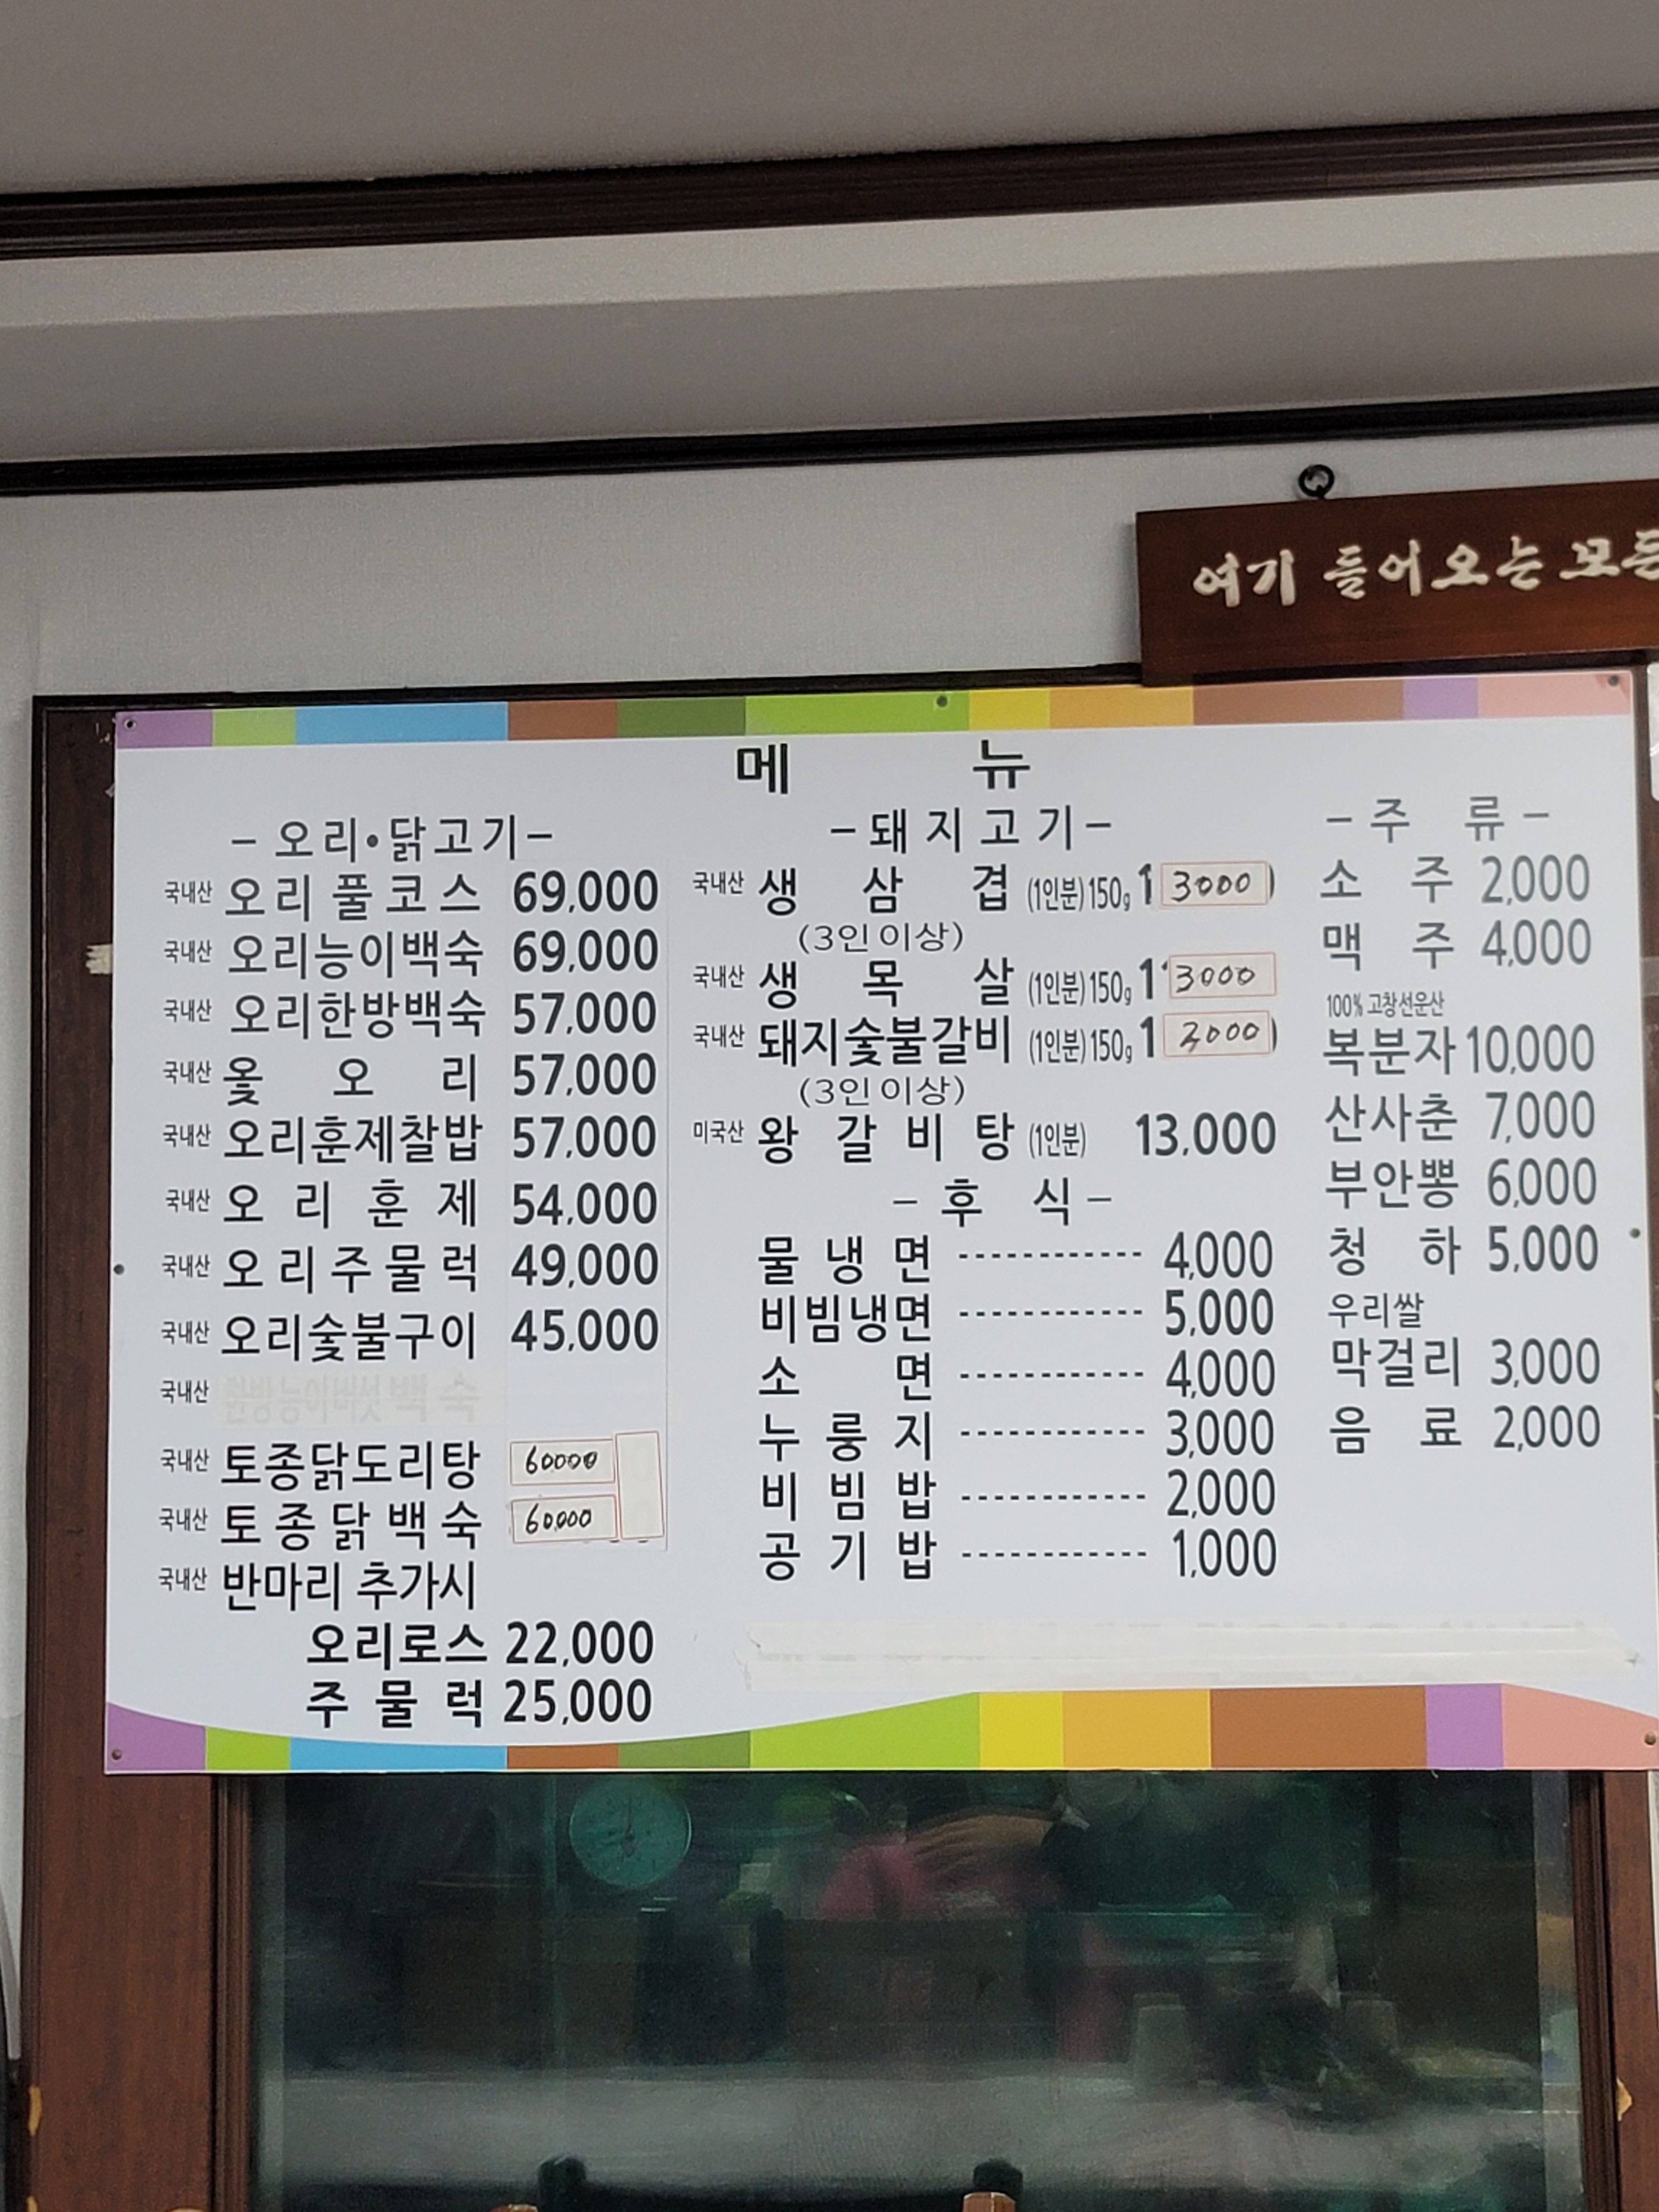 여기 들어오는 모든
메 뉴
- 오리•닭고기 -
국내산 오리풀코스 69,000
국내산 오리능이백숙 69,000
국내산 오리한방백숙 57,000
국내산 옻오리 57,000
국내산 오리훈제찰밥 57,000
국내산 오리훈제 54,000
국내산 오리주물럭 49,000
국내산 오리숯불구이 45,000
국내산
국내산 토종닭도리탕 60000
국내산 토종닭백숙 60,000
국내산 반마리 추가시
오리로스 22,000
주물럭 25,000
- 돼지고기 -
국내산 생삼겹 (1인분)150g 13000
(3인 이상)
국내산 생목살 (1인분)150g 13000
국내산 돼지숯불갈비 (1인분)150g 1
(3인 이상)
미국산 왕갈비탕 (1인분) 13,000
- 후식 -
물냉면 ------------ 4,000
비빔냉면 ------------ 5,000
소면 ------------ 4,000
누룽지 ------------ 3,000
비빔밥 ------------ 2,000
공기밥 ------------ 1,000
- 주류 -
소주 2,000
맥주 4,000
100% 고창선운산
복분자 10,000
산사춘 7,000
부안뽕 6,000
청하 5,000
우리쌀
막걸리 3,000
음료 2,000